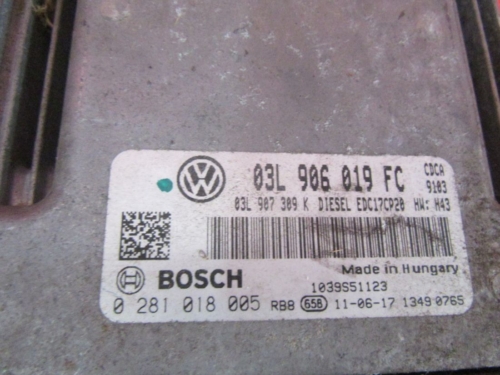 03L 906 019 FC CDCA
9103
03L 907 309 K DIESEL EDC17CP20 HW: H43
Made in Hungary
BOSCH
1039S51123
0 281 018 005 RB8 658 11-06-17 1349 0765